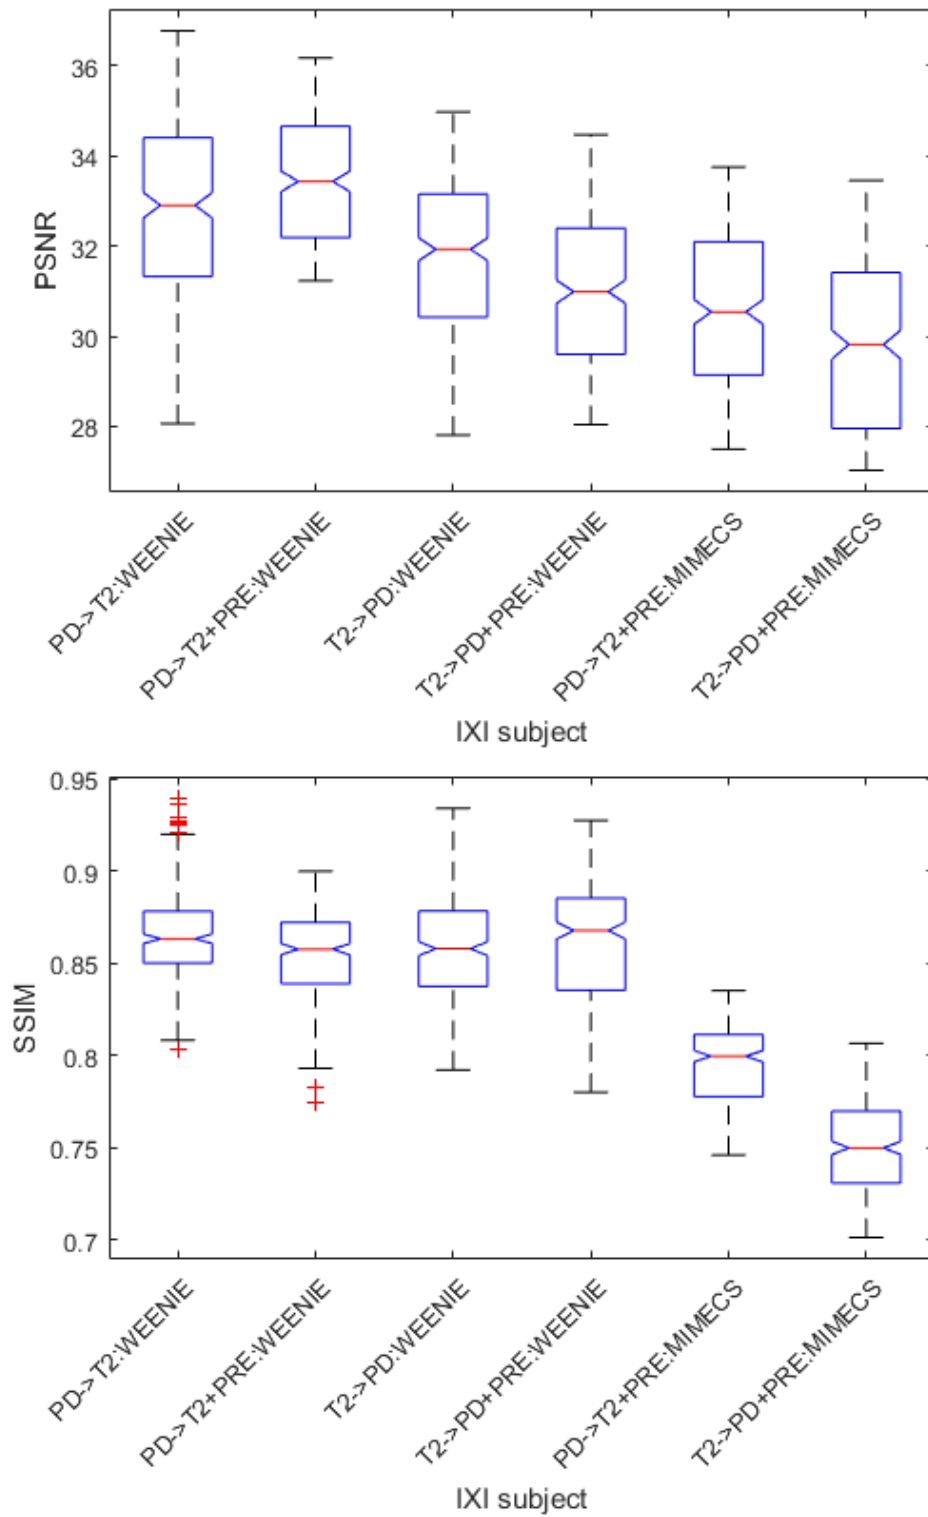 PSNR
36
34
32
30
28
PD->T2:WEENIE
PD->T2+PRE:WEENIE
T2->PD:WEENIE
T2->PD+PRE:WEENIE
PD->T2+PRE:MIMECS
T2->PD+PRE:MIMECS
IXI subject
SSIM
0.95
0.9
0.85
0.8
0.75
0.7
PD->T2:WEENIE
PD->T2+PRE:WEENIE
T2->PD:WEENIE
T2->PD+PRE:WEENIE
PD->T2+PRE:MIMECS
T2->PD+PRE:MIMECS
IXI subject